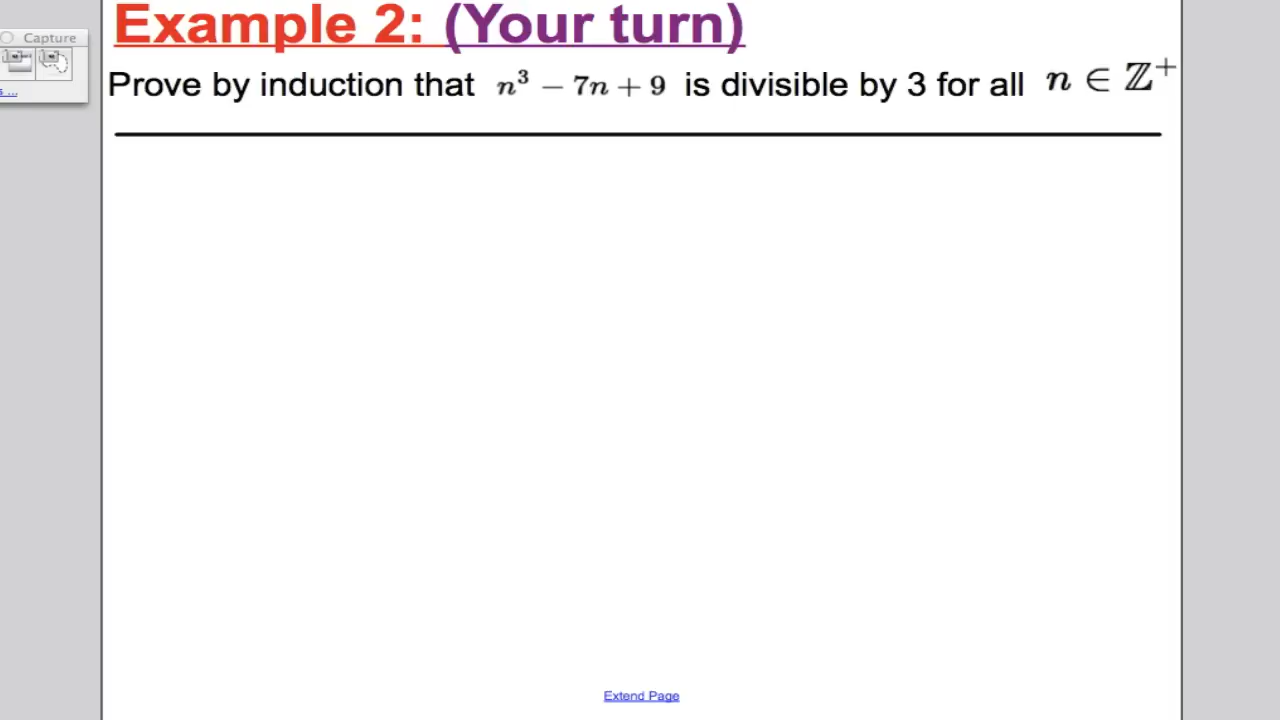 Example 2: (Your turn)
Capture
Prove by induction that n³ − 7n + 9 is divisible by 3 for all n ∈ ℤ⁺
s ...
Extend Page